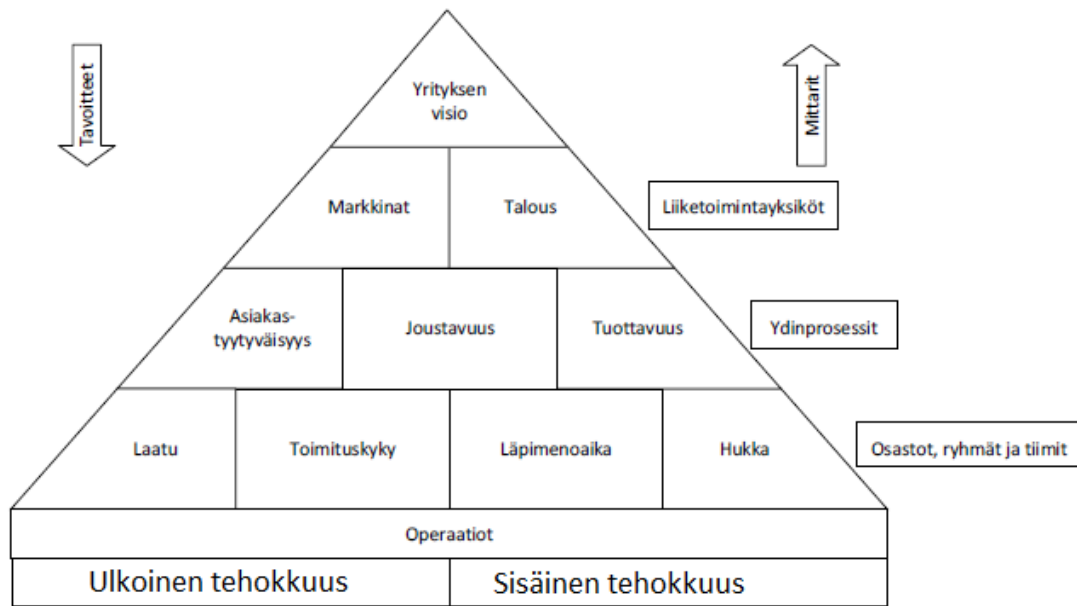 Tavoitteet
Yrityksen
visio
Mittarit
Markkinat
Talous
Liiketoimintayksiköt
Asiakas-
tyytyväisyys
Joustavuus
Tuottavuus
Ydinprosessit
Laatu
Toimituskyky
Läpimenoaika
Hukka
Osastot, ryhmät ja tiimit
Operaatiot
Ulkoinen tehokkuus
Sisäinen tehokkuus